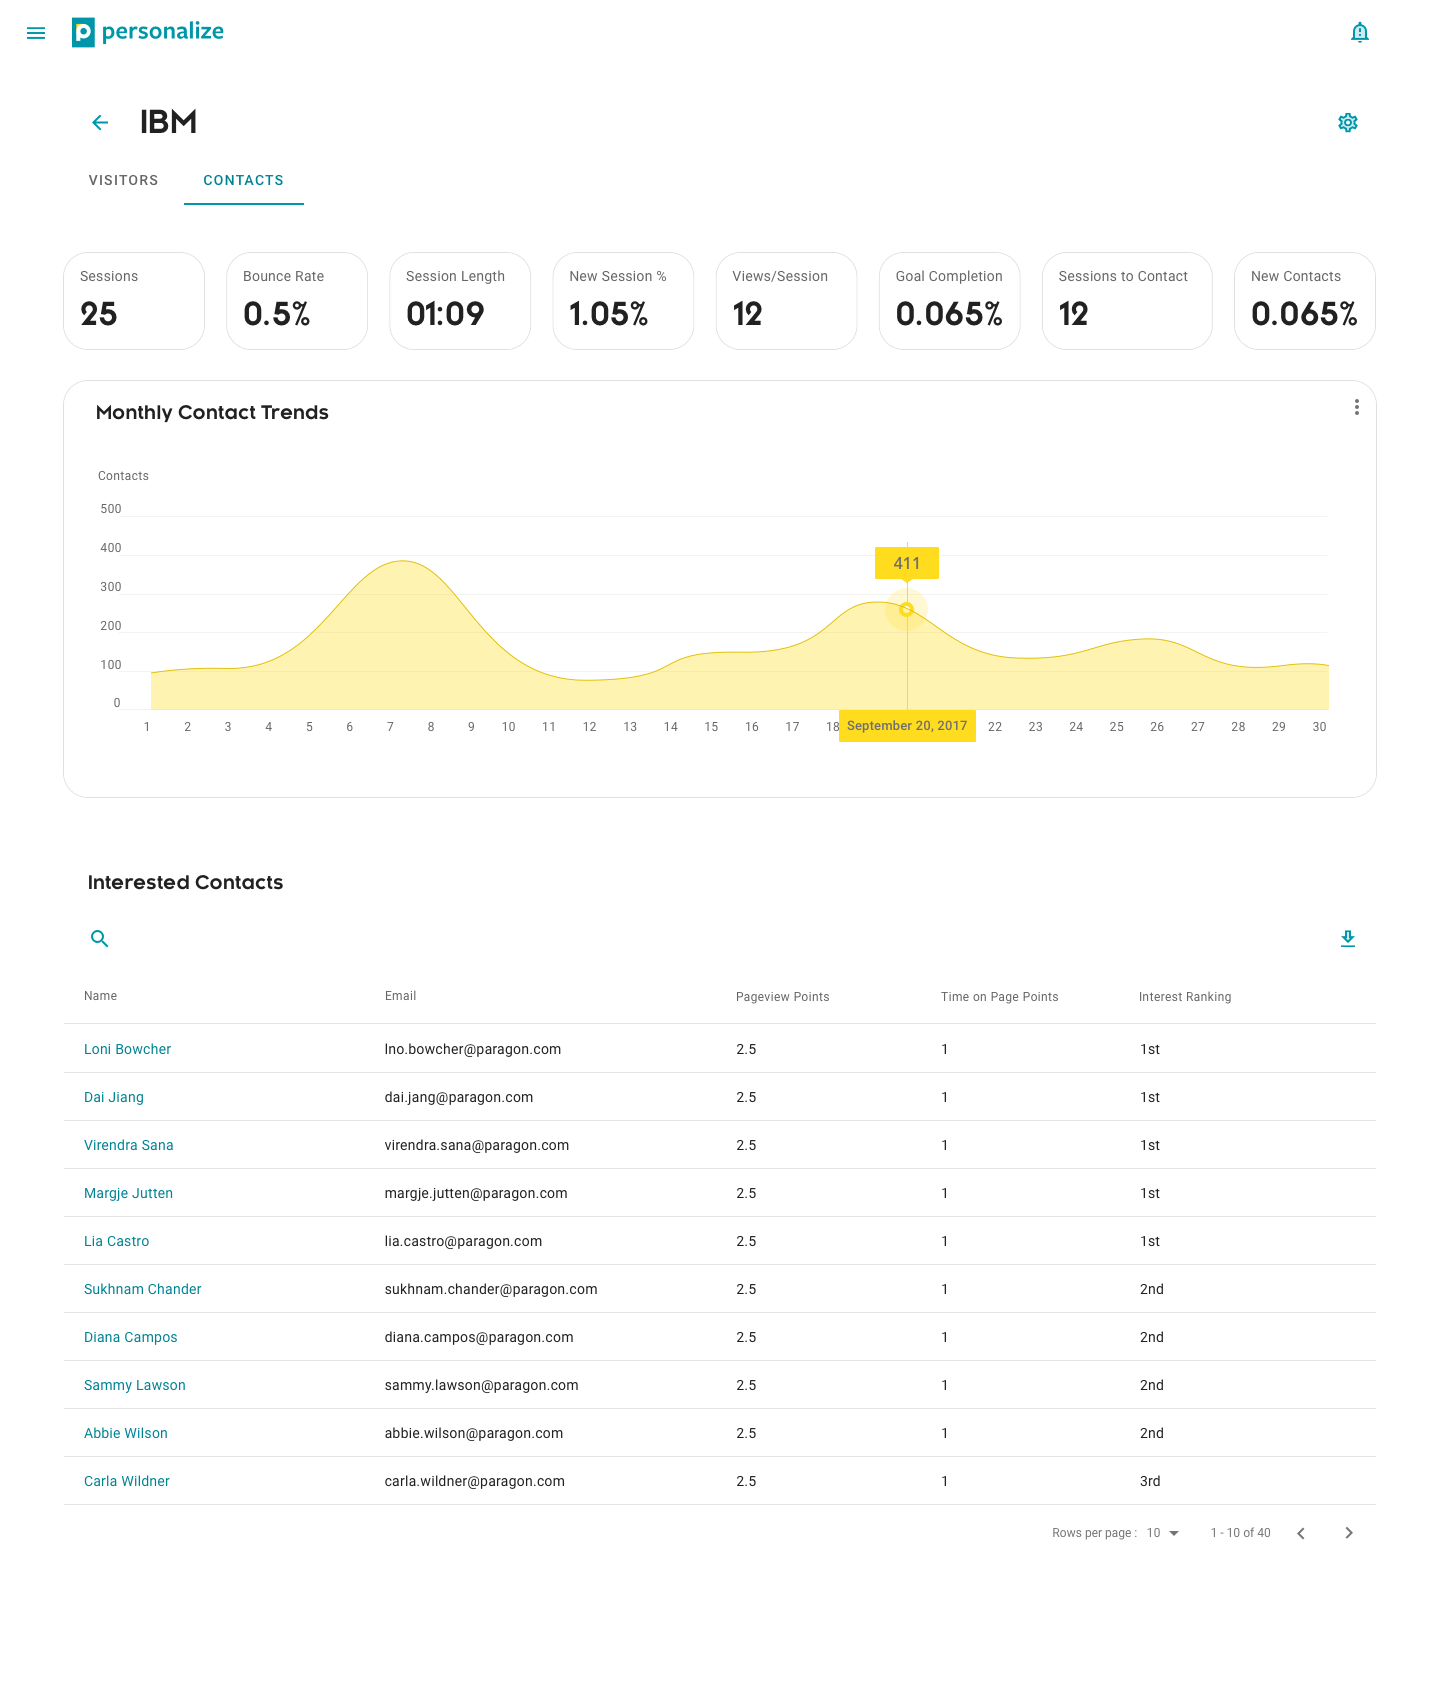 personalize
IBM
VISITORS CONTACTS
Sessions Bounce Rate Session Length New Session % Views/Session Goal Completion Sessions to Contact New Contacts
25 0.5% 01:09 1.05% 12 0.065% 12 0.065%
Monthly Contact Trends
Contacts
500
400
411
300
200
100
0
1 2 3 4 5 6 7 8 9 10 11 12 13 14 15 16 17 18 September 20, 2017 22 23 24 25 26 27 28 29 30
Interested Contacts
Name Email Pageview Points Time on Page Points Interest Ranking
Loni Bowcher lno.bowcher@paragon.com 2.5 1 1st
Dai Jiang dai.jang@paragon.com 2.5 1 1st
Virendra Sana virendra.sana@paragon.com 2.5 1 1st
Margje Jutten margje.jutten@paragon.com 2.5 1 1st
Lia Castro lia.castro@paragon.com 2.5 1 1st
Sukhnam Chander sukhnam.chander@paragon.com 2.5 1 2nd
Diana Campos diana.campos@paragon.com 2.5 1 2nd
Sammy Lawson sammy.lawson@paragon.com 2.5 1 2nd
Abbie Wilson abbie.wilson@paragon.com 2.5 1 2nd
Carla Wildner carla.wildner@paragon.com 2.5 1 3rd
Rows per page : 10 1 - 10 of 40